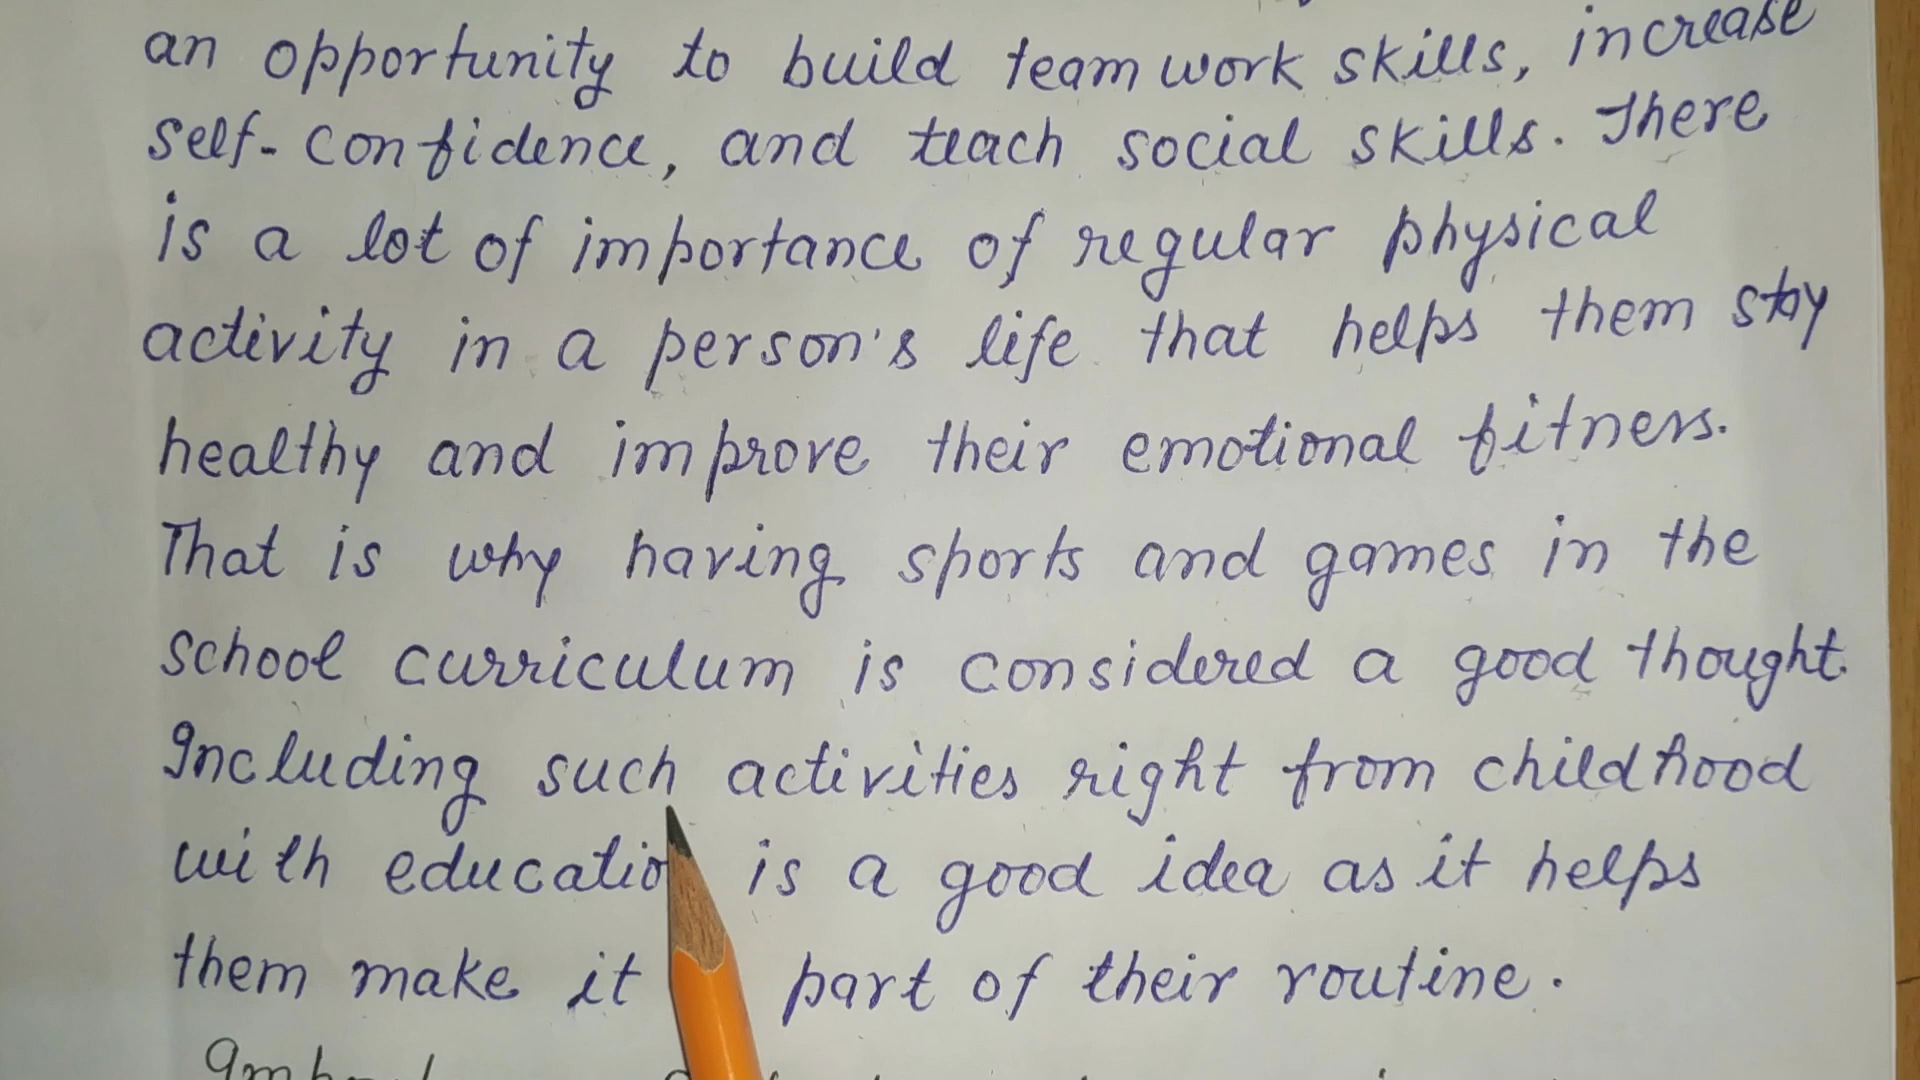 an opportunity to build teamwork skills, increase
self-confidence, and teach social skills. There
is a lot of importance of regular physical
activity in a person's life that helps them stay
healthy and improve their emotional fitness.
That is why having sports and games in the
school curriculum is considered a good thought.
Including such activities right from childhood
with educatio is a good idea as it helps
them make it part of their routine.